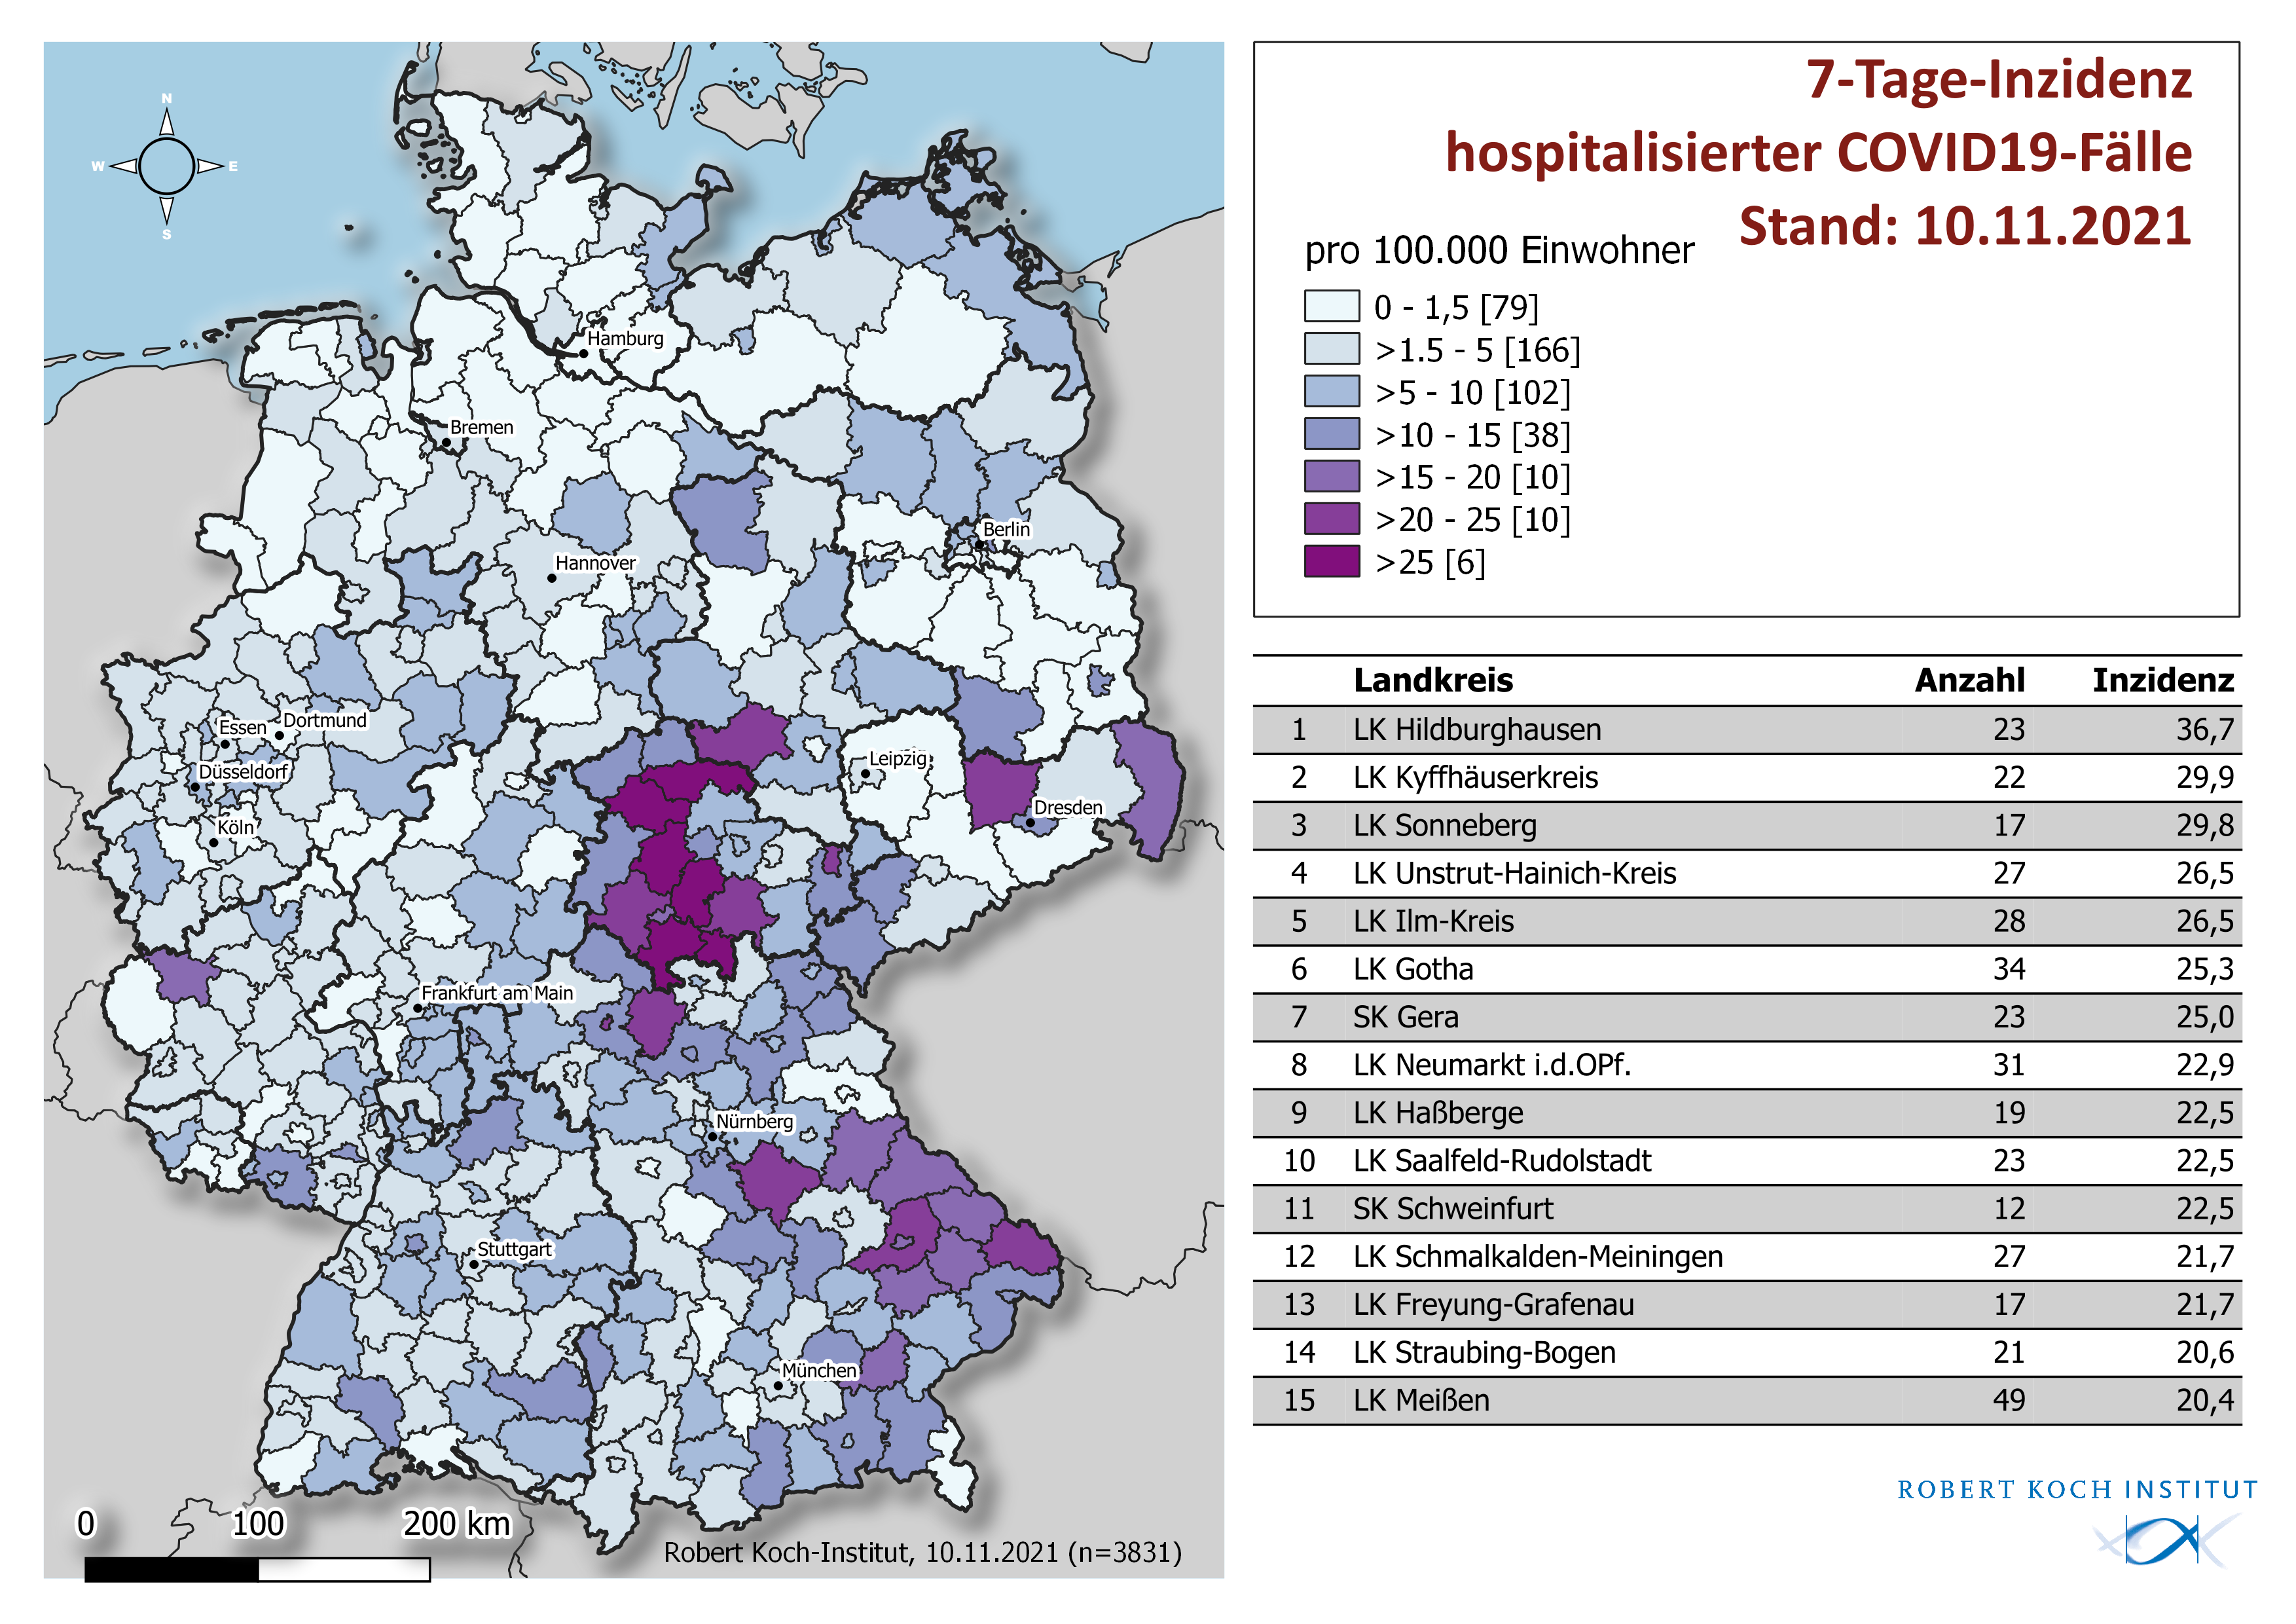 N
W E
S
Hamburg
Bremen
Berlin
Hannover
Essen
Dortmund
Düsseldorf
Leipzig
Dresden
Köln
Frankfurt am Main
Nürnberg
Stuttgart
München
0 100 200 km
Robert Koch-Institut, 10.11.2021 (n=3831)
7-Tage-Inzidenz
hospitalisierter COVID19-Fälle
Stand: 10.11.2021
pro 100.000 Einwohner
0 - 1,5 [79]
>1.5 - 5 [166]
>5 - 10 [102]
>10 - 15 [38]
>15 - 20 [10]
>20 - 25 [10]
>25 [6]
Landkreis Anzahl Inzidenz
1 LK Hildburghausen 23 36,7
2 LK Kyffhäuserkreis 22 29,9
3 LK Sonneberg 17 29,8
4 LK Unstrut-Hainich-Kreis 27 26,5
5 LK Ilm-Kreis 28 26,5
6 LK Gotha 34 25,3
7 SK Gera 23 25,0
8 LK Neumarkt i.d.OPf. 31 22,9
9 LK Haßberge 19 22,5
10 LK Saalfeld-Rudolstadt 23 22,5
11 SK Schweinfurt 12 22,5
12 LK Schmalkalden-Meiningen 27 21,7
13 LK Freyung-Grafenau 17 21,7
14 LK Straubing-Bogen 21 20,6
15 LK Meißen 49 20,4
ROBERT KOCH INSTITUT